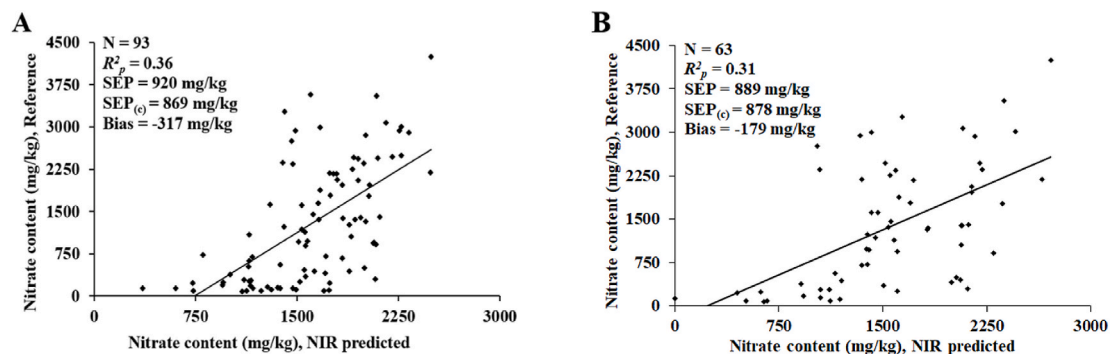 A
Nitrate content (mg/kg), Reference
4500
3750
3000
2250
1500
750
0
N = 93
R²p = 0.36
SEP = 920 mg/kg
SEP(c) = 869 mg/kg
Bias = -317 mg/kg
0 750 1500 2250 3000
Nitrate content (mg/kg), NIR predicted
B
Nitrate content (mg/kg), Reference
4500
3750
3000
2250
1500
750
0
N = 63
R²p = 0.31
SEP = 889 mg/kg
SEP(c) = 878 mg/kg
Bias = -179 mg/kg
0 750 1500 2250 3000
Nitrate content (mg/kg), NIR predicted